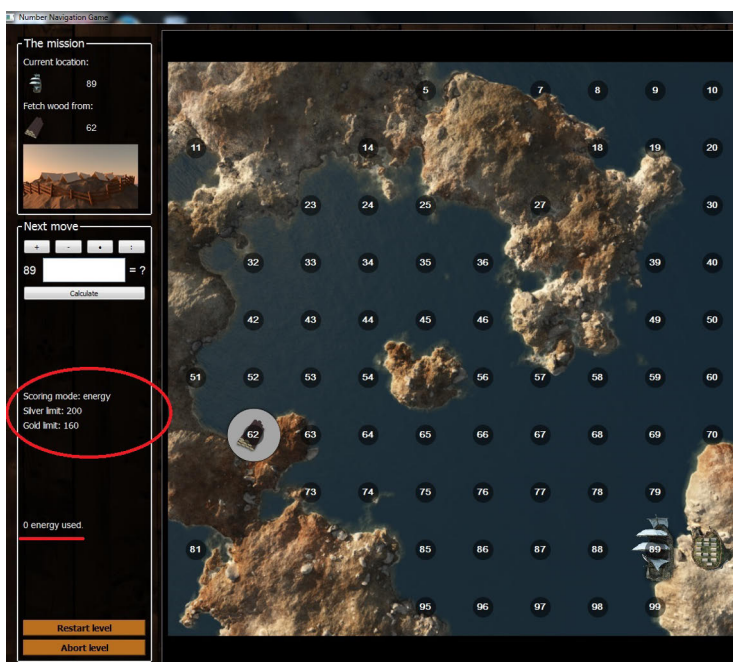 Number Navigation Game
The mission
Current location:
89
Fetch wood from:
62
Next move
+ - • :
89 = ?
Calculate
Scoring mode: energy
Silver limit: 200
Gold limit: 160
0 energy used.
Restart level
Abort level
5 7 8 9 10
11 14 18 19 20
23 24 25 27 30
32 33 34 35 36 39 40
42 43 44 45 46 49 50
51 52 53 54 56 57 58 59 60
62 63 64 65 66 67 68 69 70
73 74 75 76 77 78 79
81 85 86 87 88 89
95 96 97 98 99